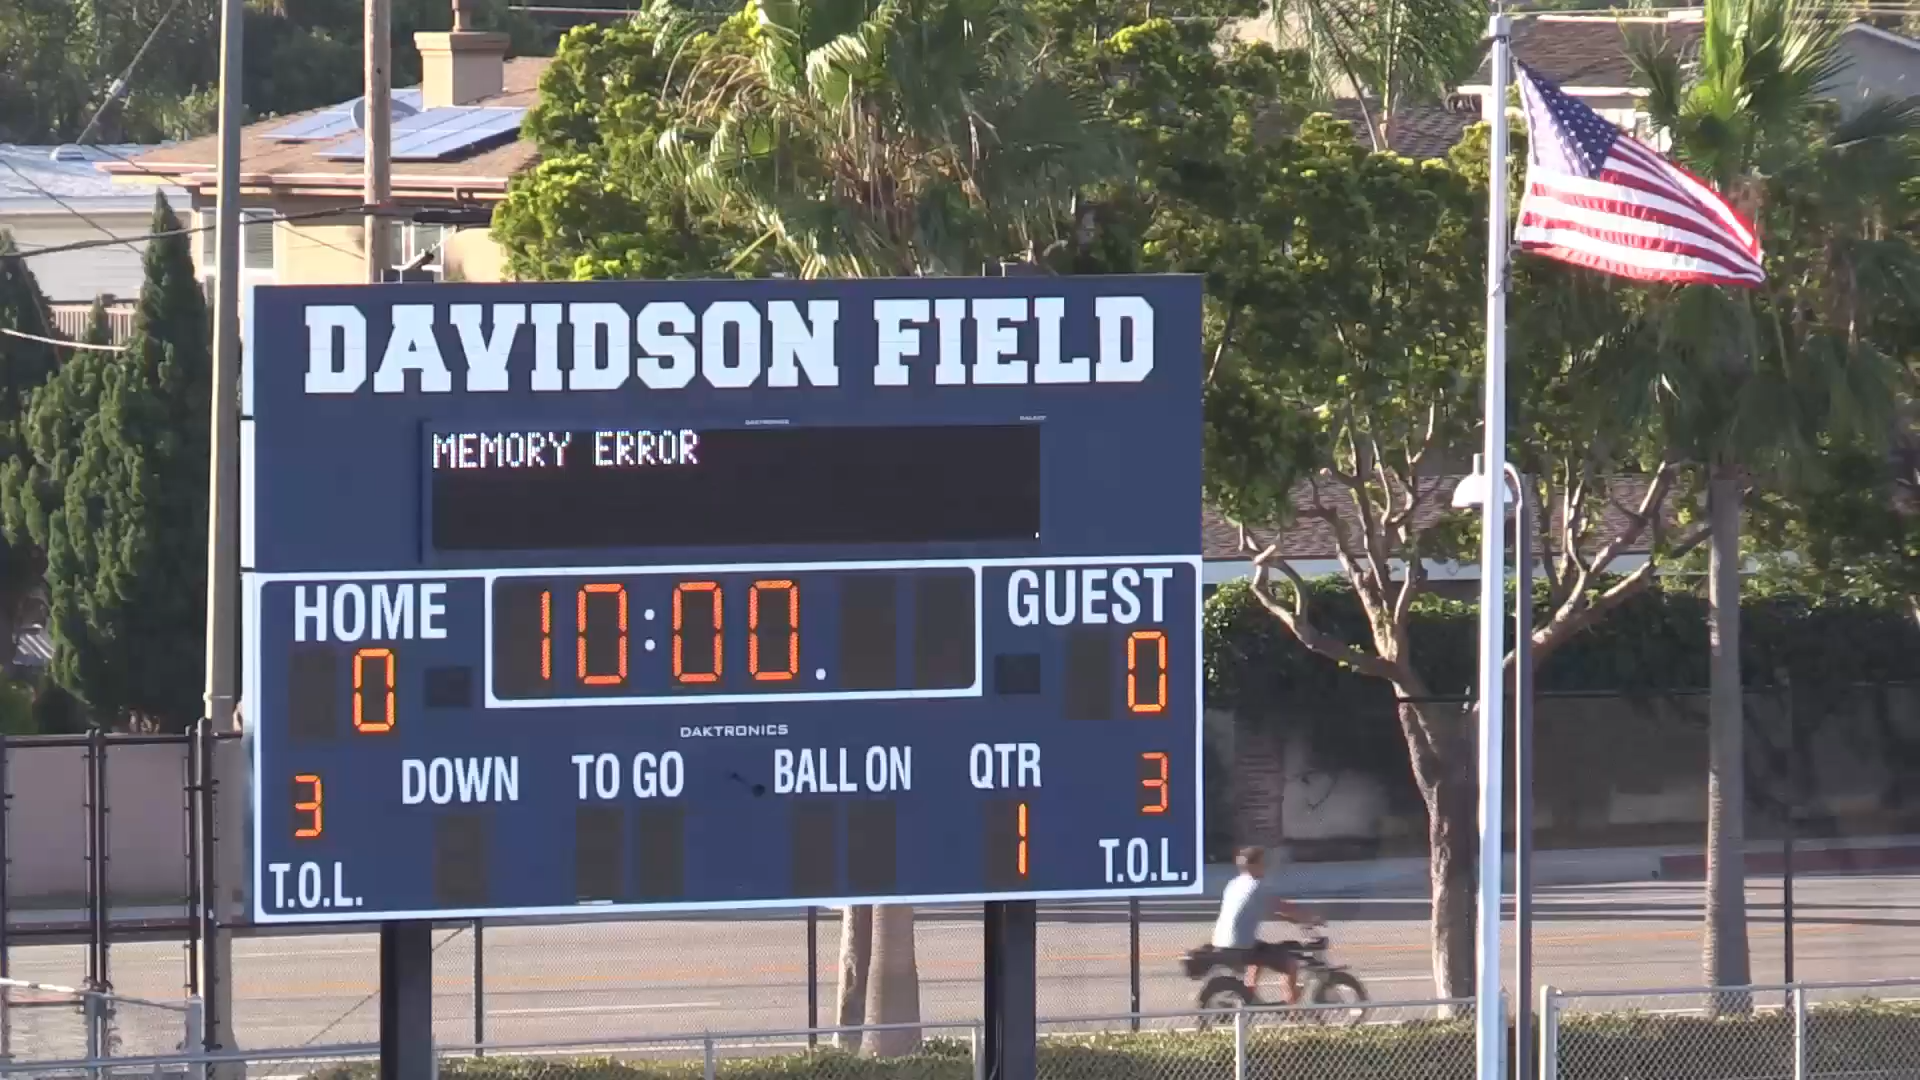 DAVIDSON FIELD
DAKTRONICS
MEMORY ERROR
HOME
10:00.
GUEST
0
0
DAKTRONICS
DOWN
TO GO
BALL ON
QTR
3
1
3
T.O.L.
T.O.L.